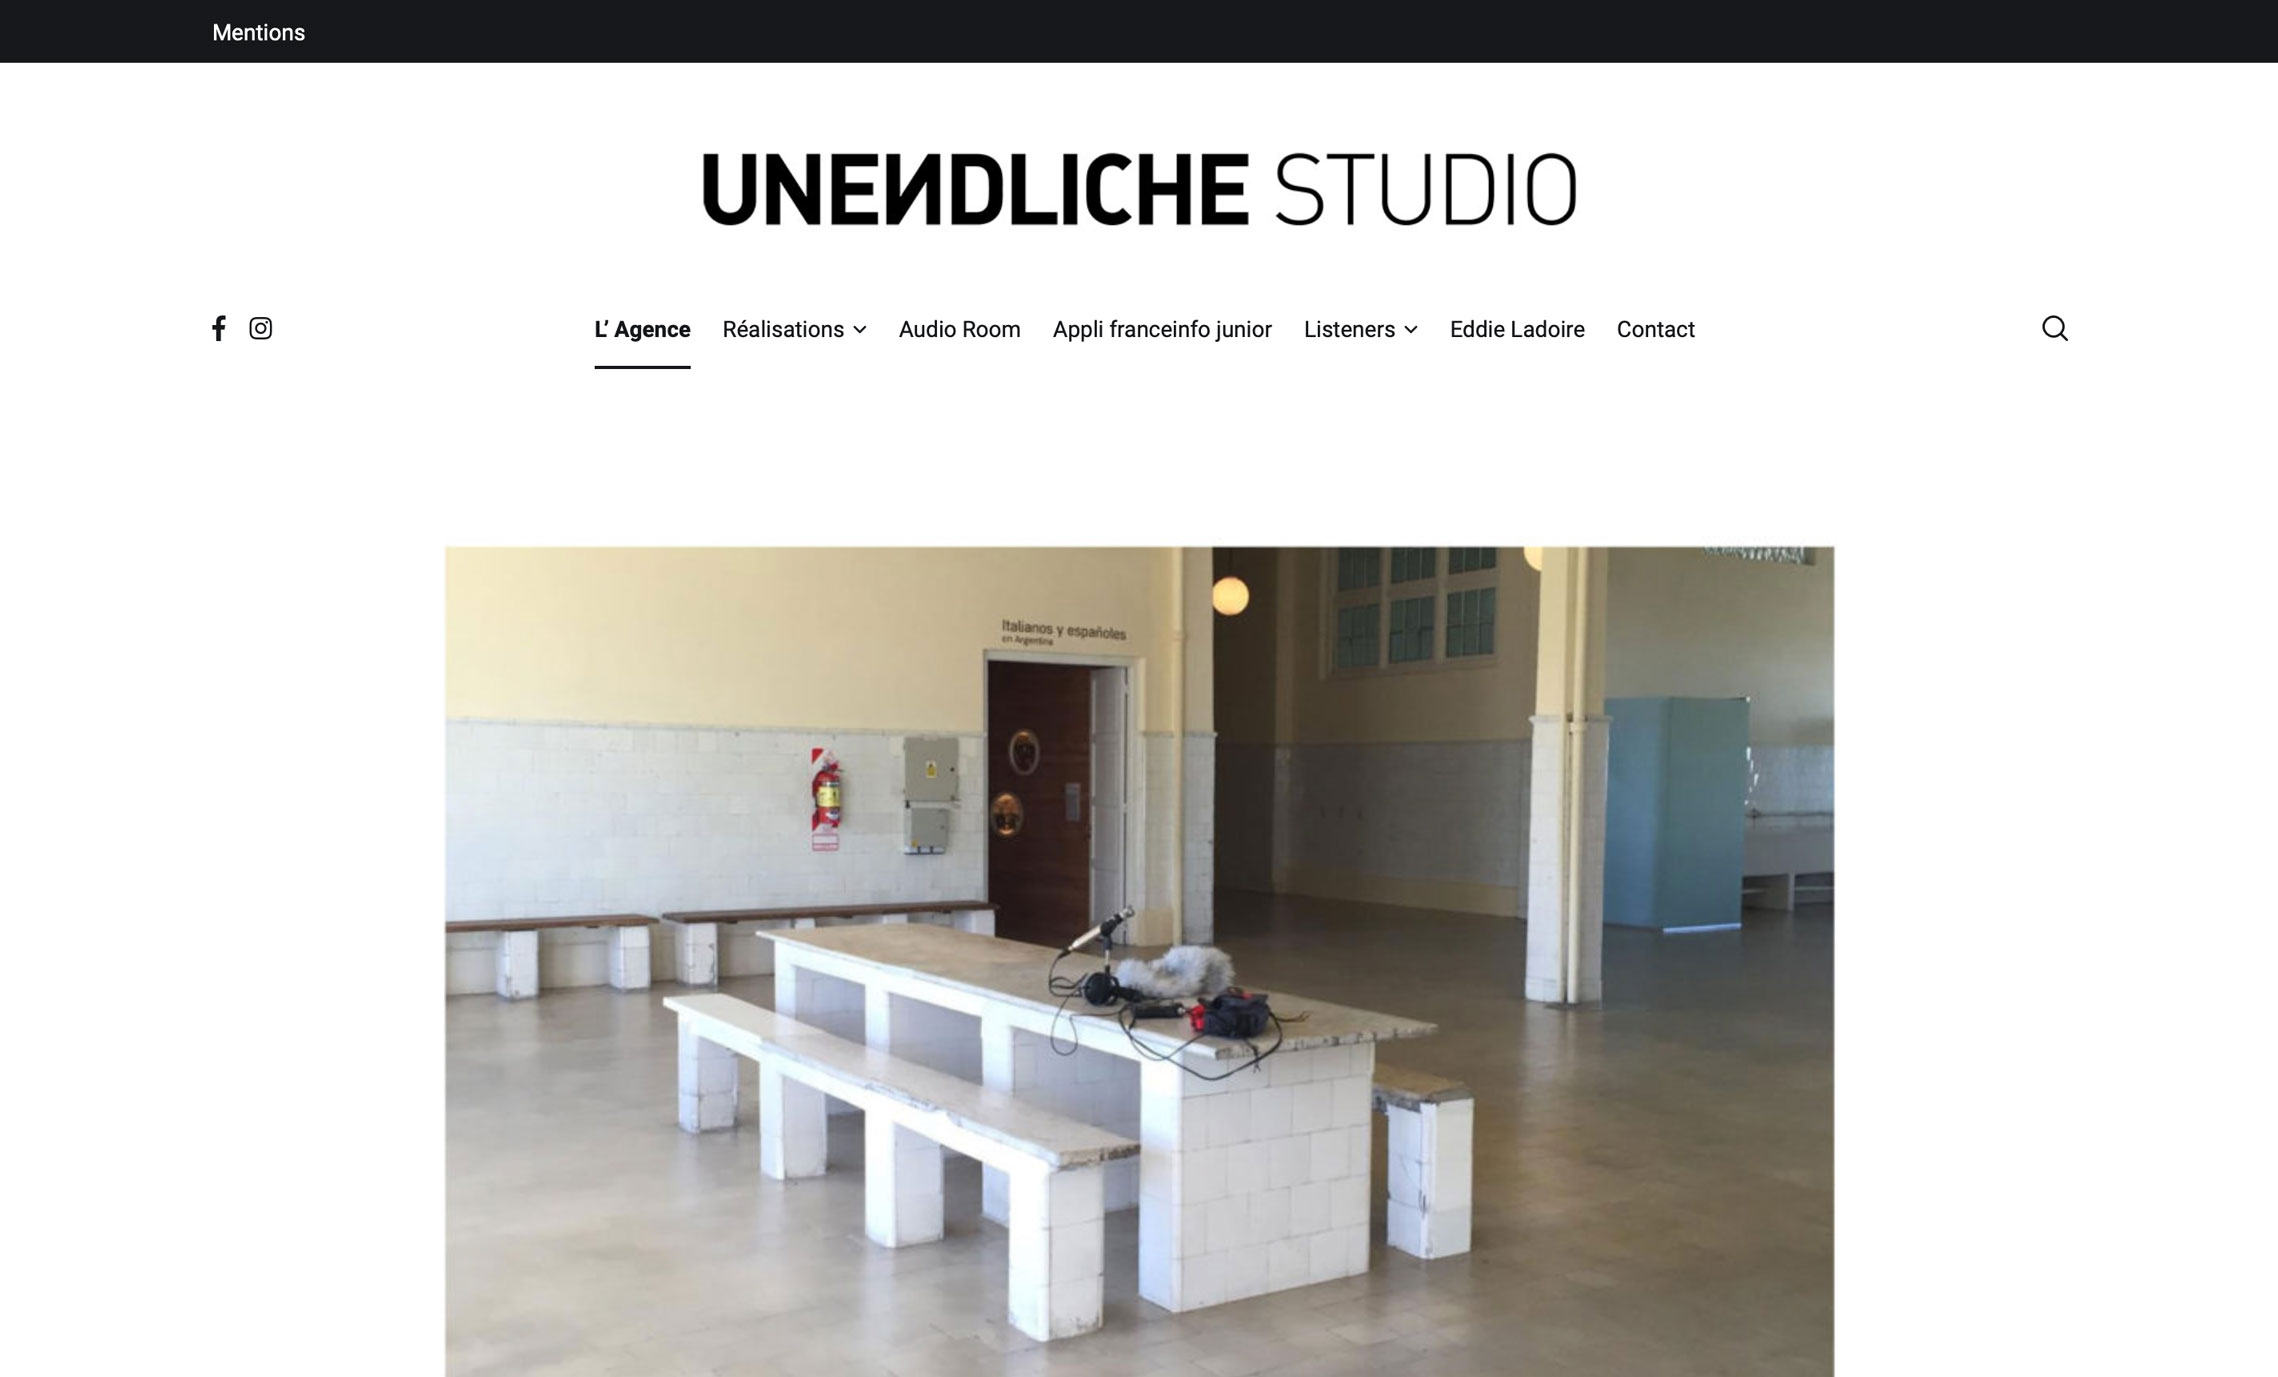 Mentions
UNENDLICHE STUDIO
L’ Agence Réalisations Audio Room Appli franceinfo junior Listeners Eddie Ladoire Contact
Italianos y españoles
en Argentina